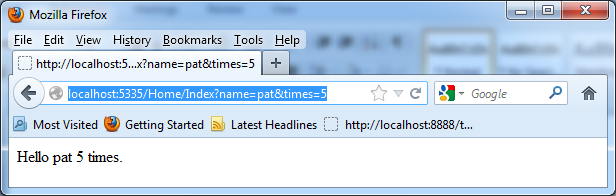 Mozilla Firefox
File Edit View History Bookmarks Tools Help
http://localhost:5...x?name=pat&times=5
localhost:5335/Home/Index?name=pat&times=5 Google
Most Visited Getting Started Latest Headlines http://localhost:8888/t...
Hello pat 5 times.